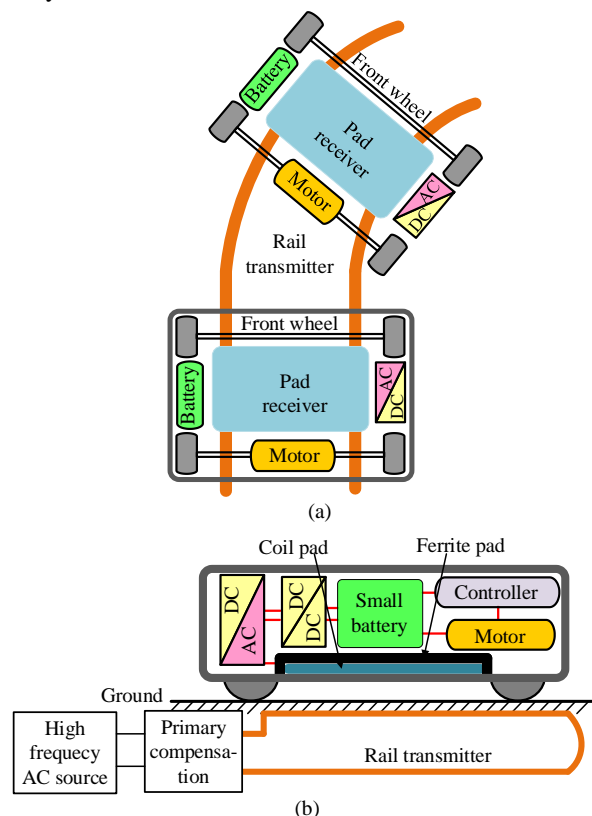 Battery
Front wheel
Pad
receiver
Motor
AC
DC
Rail
transmitter
Front wheel
Battery
Pad
receiver
AC
DC
Motor
(a)
Coil pad
Ferrite pad
DC
AC
DC
DC
Small
battery
Controller
Motor
Ground
High
frequecy
AC source
Primary
compensa-
tion
Rail transmitter
(b)